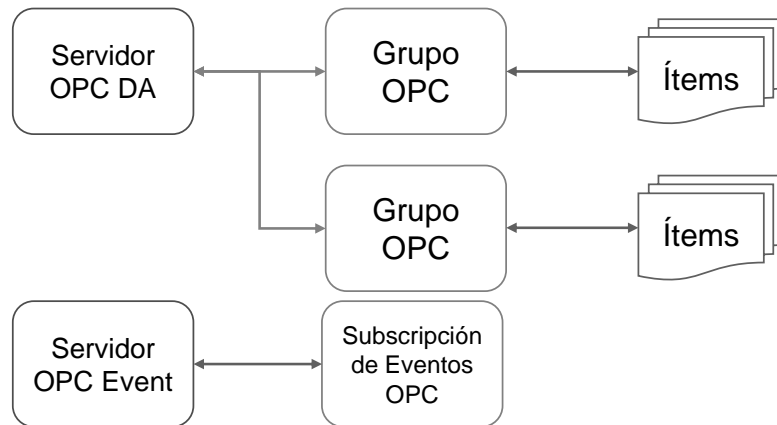 Servidor
OPC DA
Grupo
OPC
Ítems
Grupo
OPC
Ítems
Servidor
OPC Event
Subscripción
de Eventos
OPC